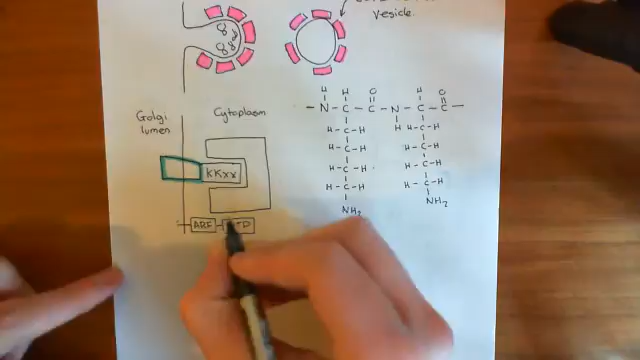 vesicle.
Golgi
lumen
Cytoplasm
KKxx
ARF
H H O H O
- N - C - C - N - C - C -
H - C - H H H - C - H
H - C - H H - C - H
H - C - H H - C - H
H - C - H H - C - H
NH2 NH2